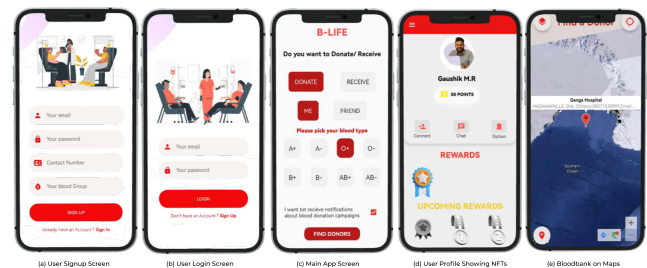 Your email
Your password
Contact Number
Your blood Group
SIGN UP
Already have an Account ? Sign In
(a) User Signup Screen
Your email
Your password
LOGIN
Don't have an Account ? Sign Up
(b) User Login Screen
B-LIFE
Do you want to Donate/ Receive
DONATE RECEIVE
ME FRIEND
Please pick your blood type
A+ A- O+ O-
B+ B- AB+ AB-
I want tot recieve notifications
about blood donation campaigns
FIND DONORS
(c) Main App Screen
Gaushik M.R
50 POINTS
Connect Chat Option
REWARDS
UPCOMING REWARDS
(d) User Profile Showing NFTs
Find a Donor
Ganga Hospital
Southern
Ocean
(e) Bloodbank on Maps